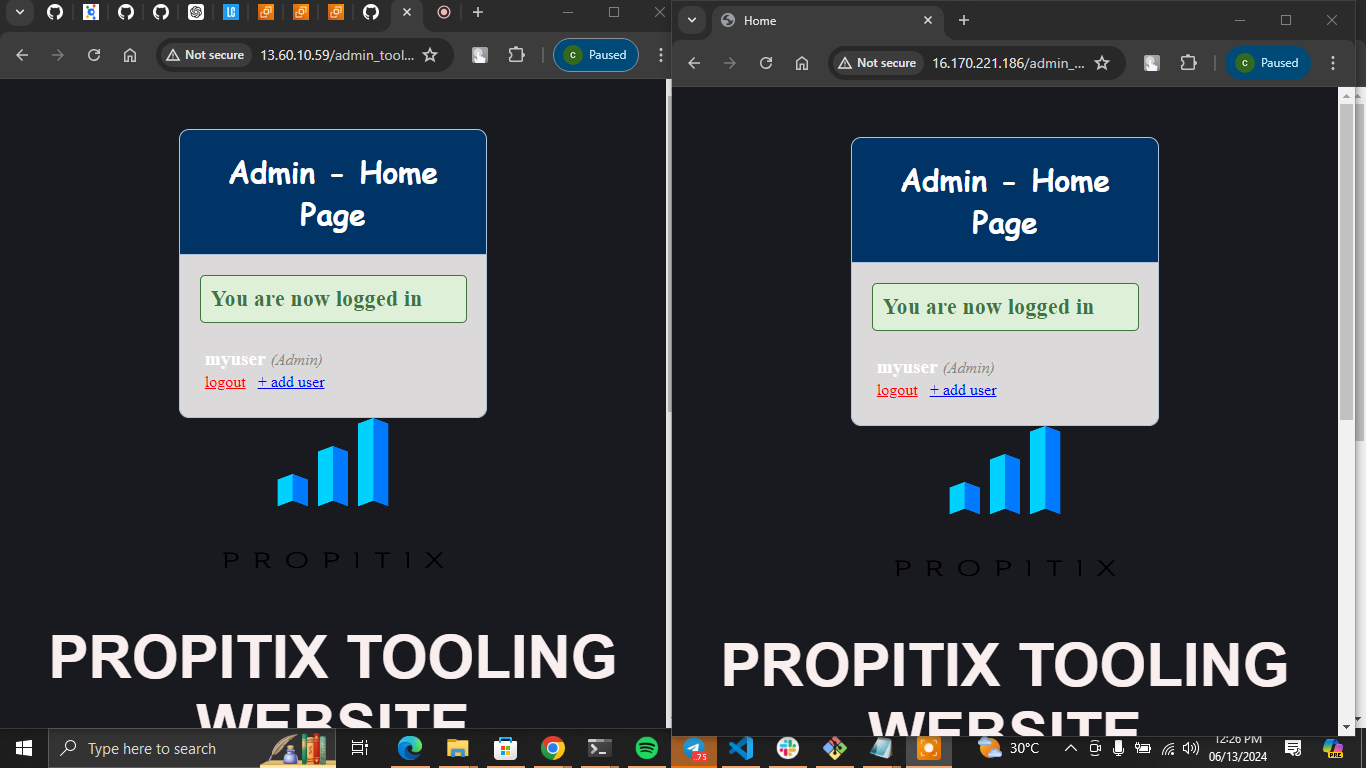 Not secure
13.60.10.59/admin_tool...
C
Paused
Admin - Home
Page
You are now logged in
myuser (Admin)
logout
+ add user
PROPITIX
PROPITIX TOOLING
WEBSITE
Home
Not secure
16.170.221.186/admin_...
C
Paused
Admin - Home
Page
You are now logged in
myuser (Admin)
logout
+ add user
PROPITIX
PROPITIX TOOLING
WEBSITE
Type here to search
.75
30°C
12:26 PM
06/13/2024
PRE